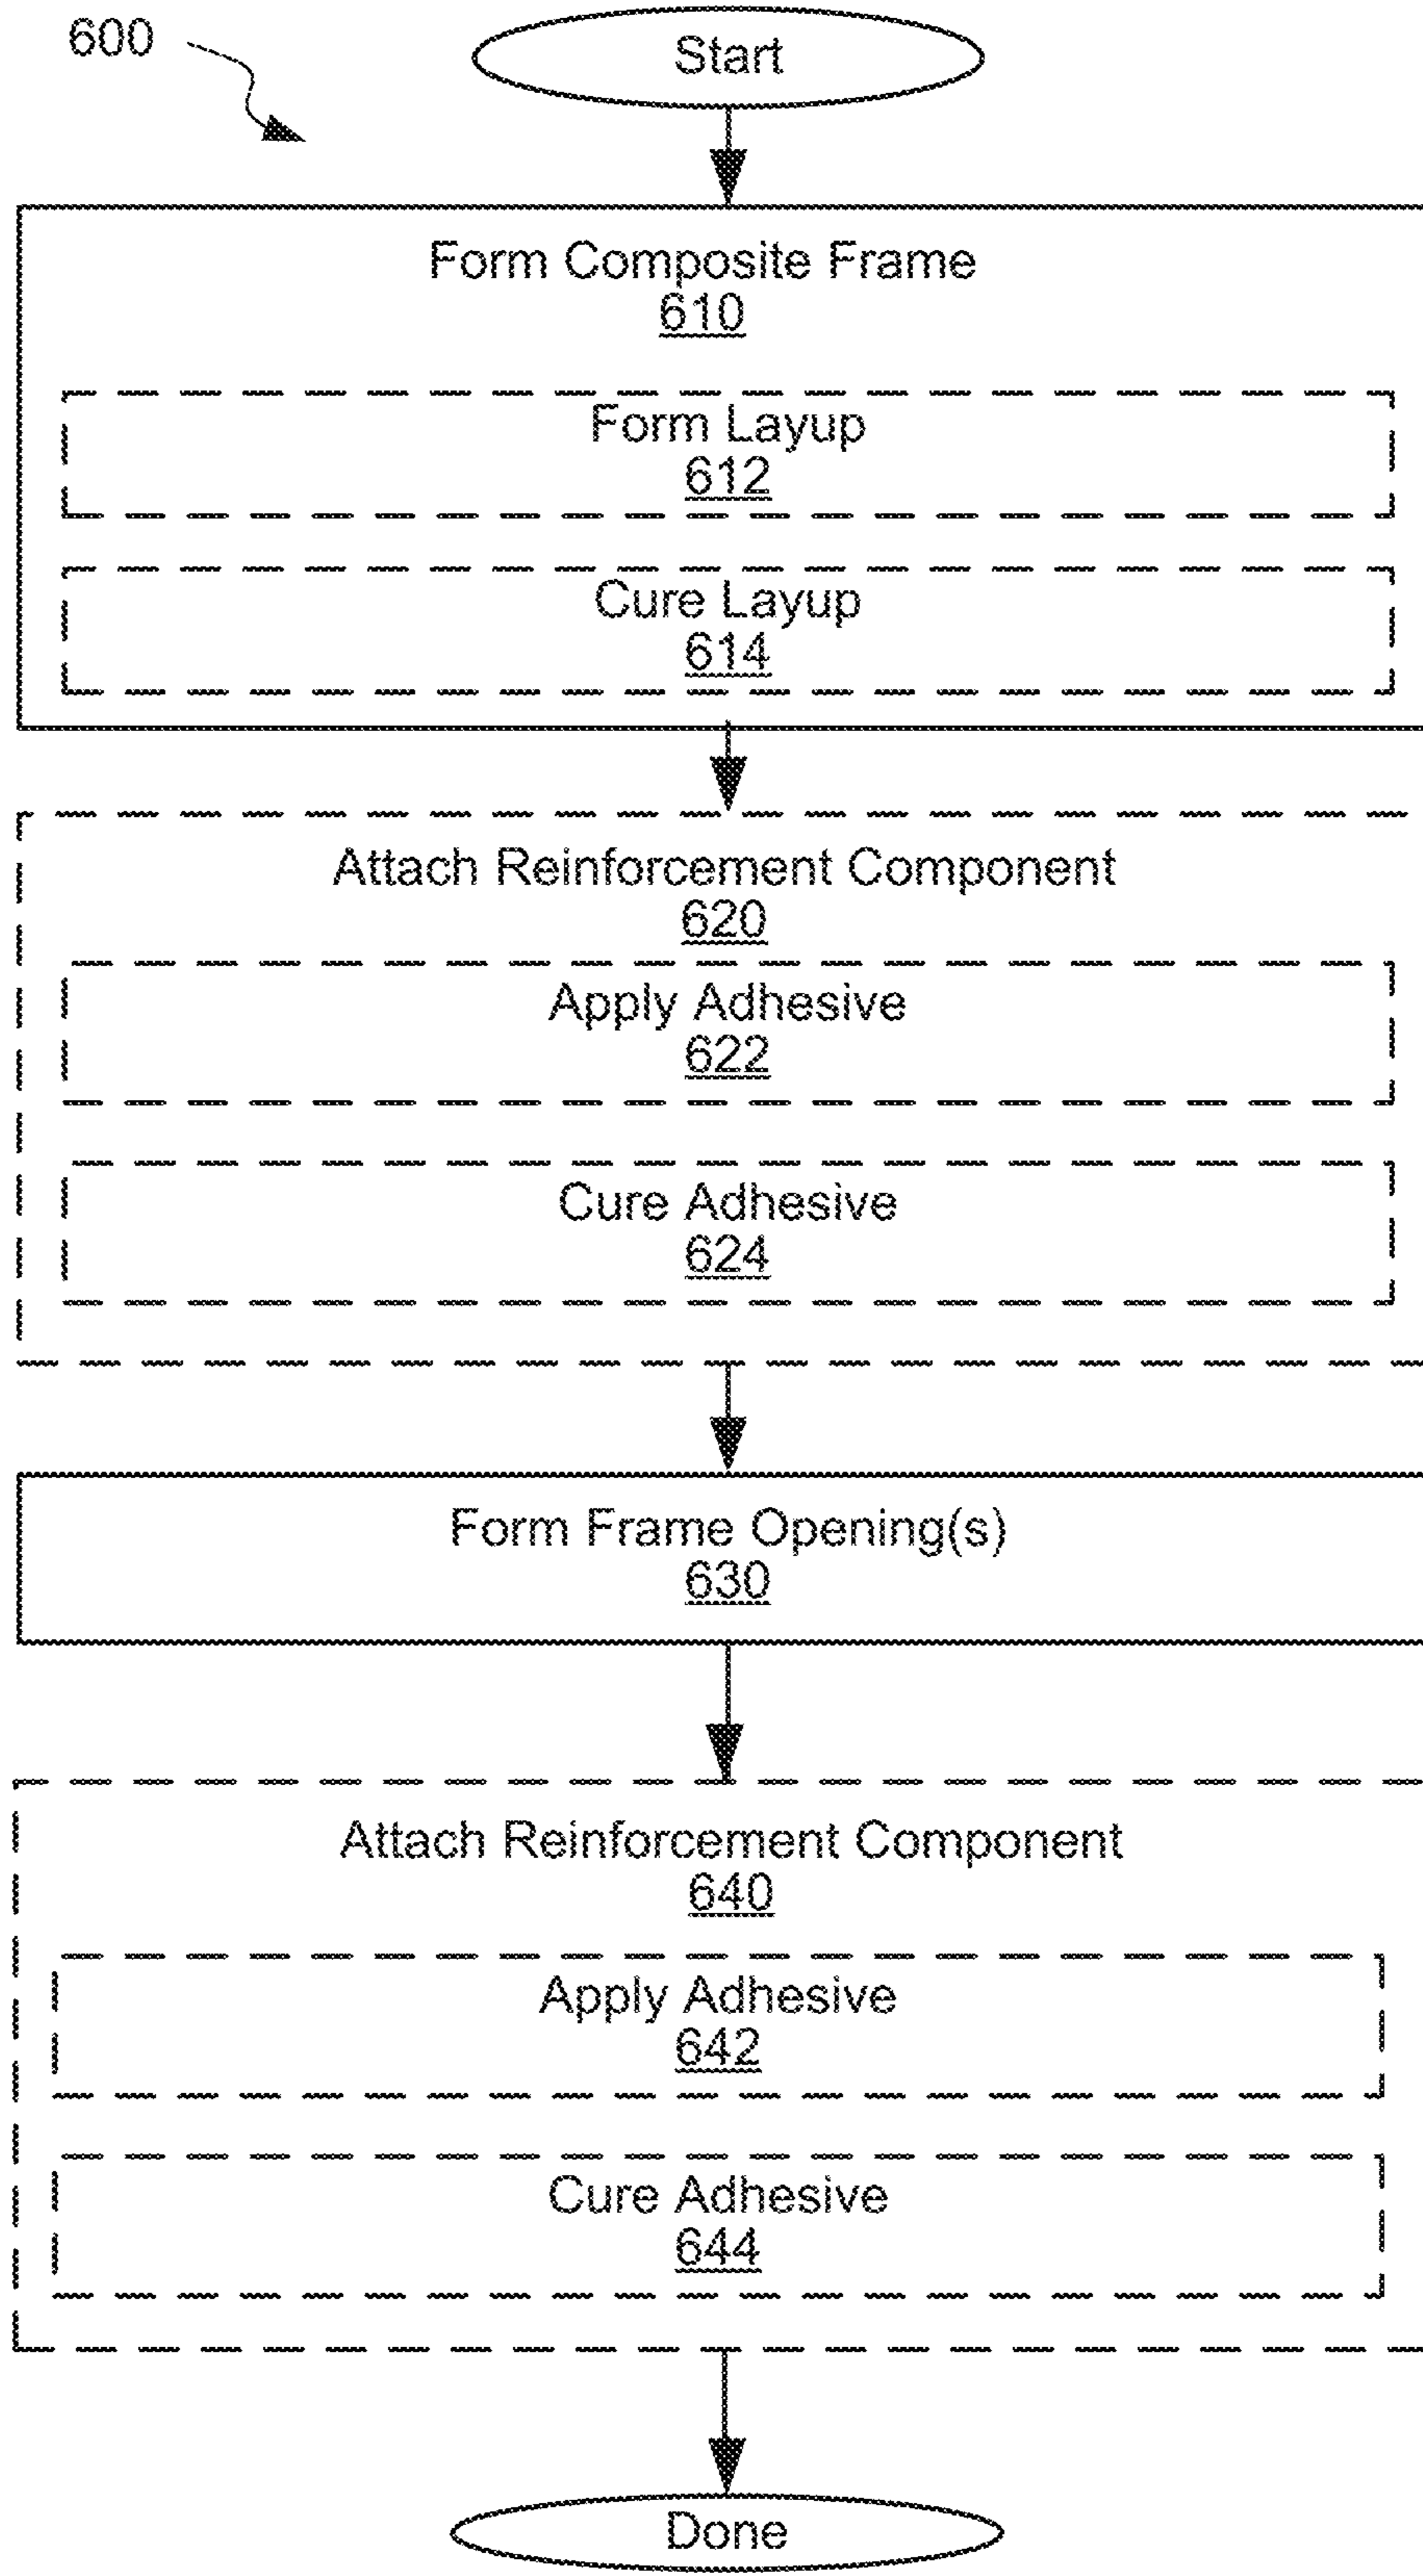 600
Start
Form Composite Frame
610
Form Layup
612
Cure Layup
614
Attach Reinforcement Component
620
Apply Adhesive
622
Cure Adhesive
624
Form Frame Opening(s)
630
Attach Reinforcement Component
640
Apply Adhesive
642
Cure Adhesive
644
Done